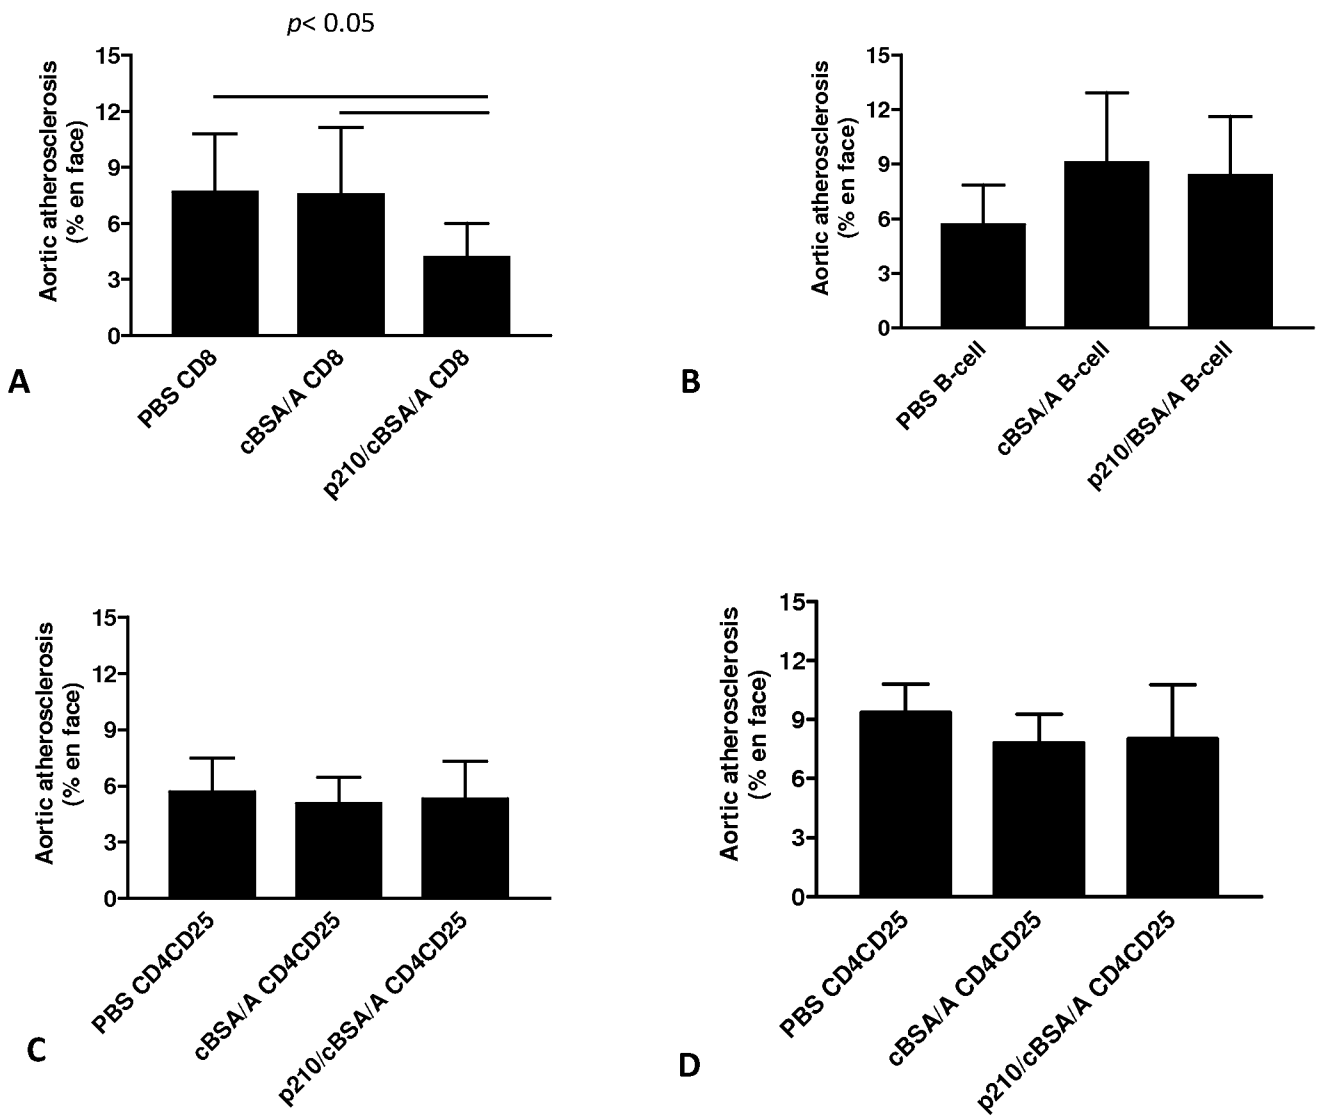 p< 0.05
15
12
9
6
3
0
Aortic atherosclerosis
(% en face)
PBS CD8
cBSA/A CD8
p210/cBSA/A CD8
A
15
12
9
6
3
0
Aortic atherosclerosis
(% en face)
PBS B-cell
cBSA/A B-cell
p210/BSA/A B-cell
B
15
12
9
6
3
0
Aortic atherosclerosis
(% en face)
PBS CD4CD25
cBSA/A CD4CD25
p210/cBSA/A CD4CD25
C
15
12
9
6
3
0
Aortic atherosclerosis
(% en face)
PBS CD4CD25
cBSA/A CD4CD25
p210/cBSA/A CD4CD25
D